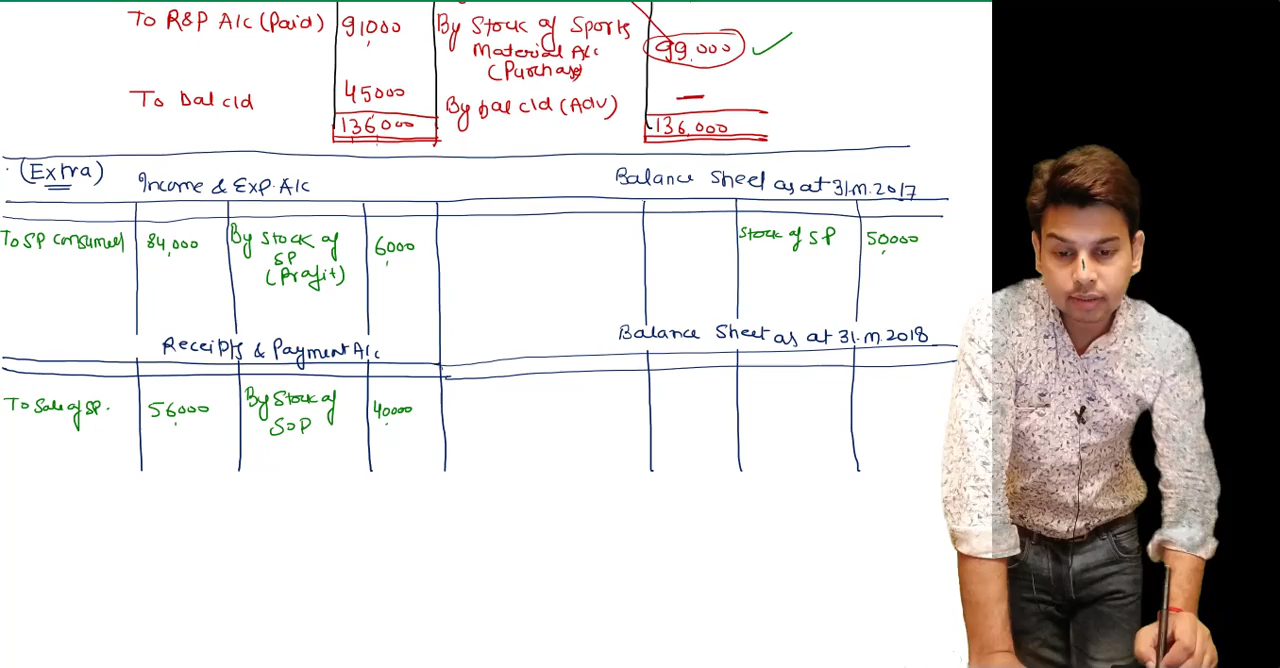 To R&P A/c (Paid) 91000 By Stock of Sports
Material A/c 99,000
(Purchase)
To bal c/d 45000 By bal c/d (Adv) —
136000 136,000
(Extra)
Income & Exp. A/c Balance Sheet as at 31.m.2017
To SP consumed 84,000 By Stock of 6000 Stock of SP 50000
SP
(Profit)
Receipts & Payment A/c Balance Sheet as at 31.m.2018
To Sale of SP. 56000 By Stock of 40000
SOP